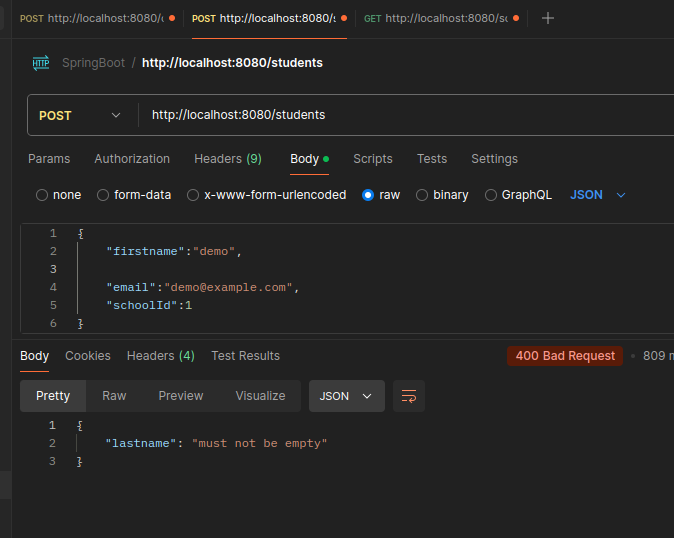 POST http://localhost:8080/
POST http://localhost:8080/s
GET http://localhost:8080/
HTTP SpringBoot / http://localhost:8080/students
POST http://localhost:8080/students
Params Authorization Headers (9) Body Scripts Tests Settings
none form-data x-www-form-urlencoded raw binary GraphQL JSON
1 {
2 "firstname":"demo",
3
4 "email":"demo@example.com",
5 "schoolId":1
6 }
Body Cookies Headers (4) Test Results 400 Bad Request 809
Pretty Raw Preview Visualize JSON
1 {
2 "lastname": "must not be empty"
3 }